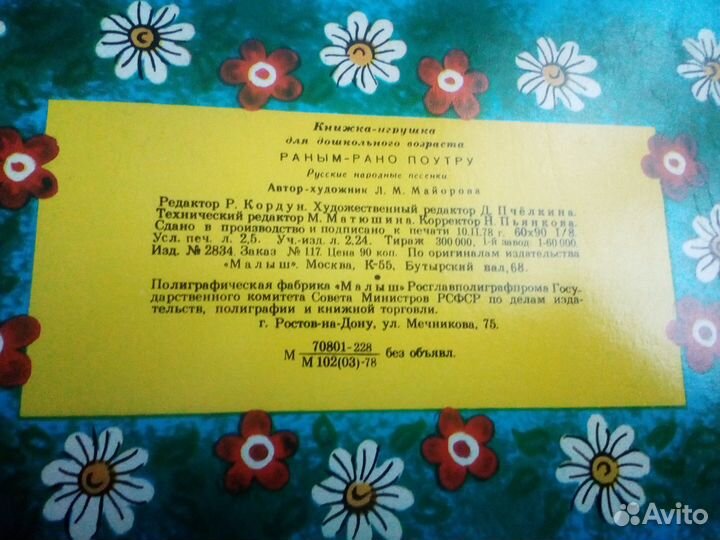 Книжка-игрушка
для дошкольного возраста
РАНЫМ-РАНО ПОУТРУ
Русские народные песенки
Автор-художник Л. М. Майорова
Редактор Р. Кордун. Художественный редактор Д. Пчёлкина.
Технический редактор М. Матюшина. Корректор Н. Пьянкова.
Сдано в производство и подписано к печати 10.II.78 г. 60х90 1/8.
Усл. печ. л. 2,5. Уч.-изд. л. 2,24. Тираж 300 000. 1-й завод 1-60 000.
Изд. № 2834. Заказ № 117. Цена 90 коп. По оригиналам издательства
«Малыш». Москва, К-55, Бутырский вал, 68.
Полиграфическая фабрика «Малыш» Росглавполиграфпрома Госу-
дарственного комитета Совета Министров РСФСР по делам изда-
тельств, полиграфии и книжной торговли.
г. Ростов-на-Дону, ул. Мечникова, 75.
М 70801-228 без объявл.
М 102(03)-78
Avito